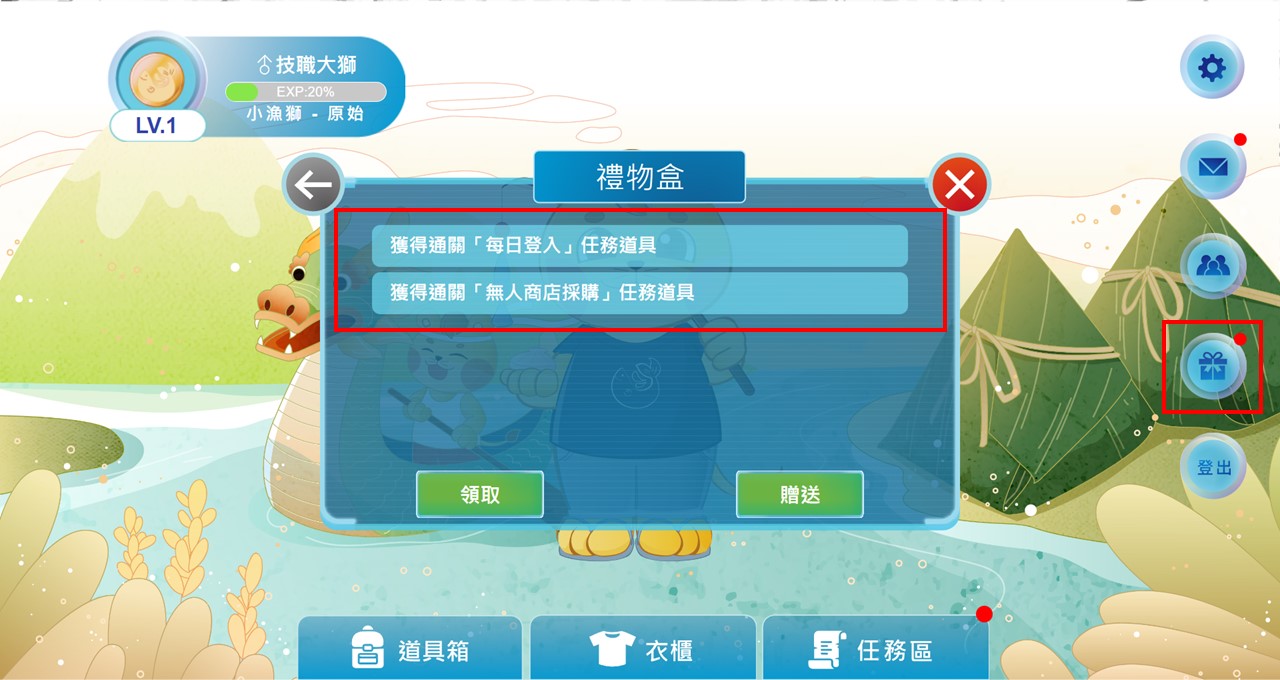 技職大獅
EXP:20%
小漁獅 - 原始
LV.1
禮物盒
獲得通關「每日登入」任務道具
獲得通關「無人商店採購」任務道具
領取
贈送
登出
道具箱
衣櫃
任務區